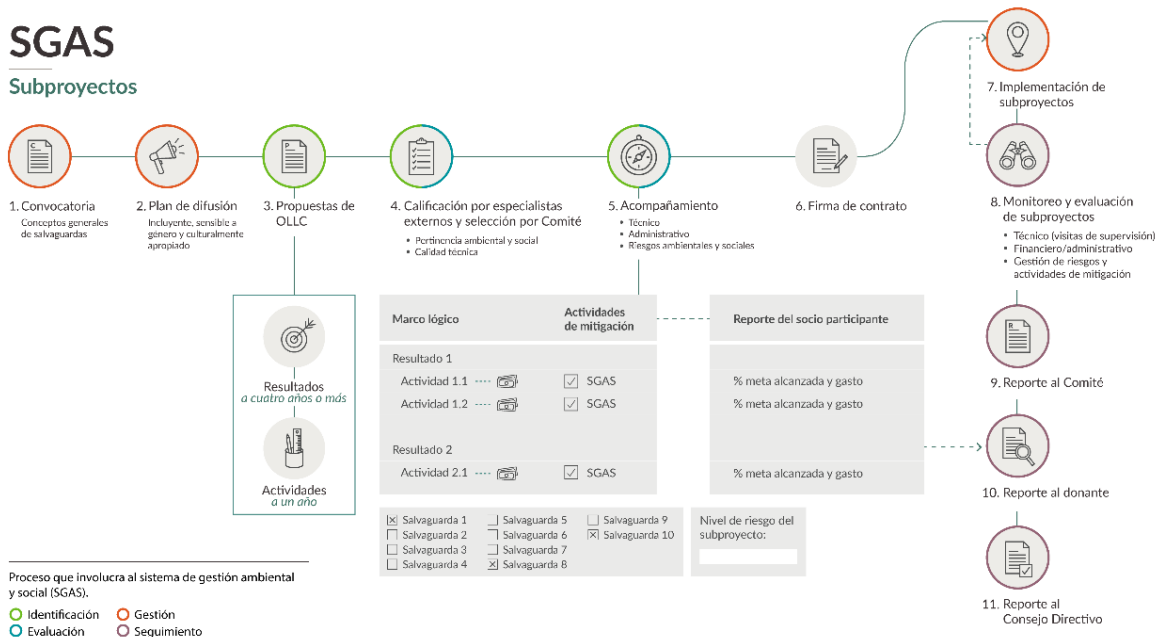 SGAS
Subproyectos
C
1. Convocatoria
Conceptos generales
de salvaguardas
2. Plan de difusión
Incluyente, sensible a
género y culturalmente
apropiado
P
3. Propuestas de
OLLC
4. Calificación por especialistas
externos y selección por Comité
• Pertinencia ambiental y social
• Calidad técnica
5. Acompañamiento
• Técnico
• Administrativo
• Riesgos ambientales y sociales
6. Firma de contrato
7. Implementación de
subproyectos
8. Monitoreo y evaluación
de subproyectos
• Técnico (visitas de supervisión)
• Financiero/administrativo
• Gestión de riesgos y
actividades de mitigación
R
9. Reporte al Comité
10. Reporte al donante
11. Reporte al
Consejo Directivo
Resultados
a cuatro años o más
Actividades
a un año
Marco lógico
Actividades
de mitigación
Reporte del socio participante
Resultado 1
Actividad 1.1 SGAS % meta alcanzada y gasto
Actividad 1.2 SGAS % meta alcanzada y gasto
Resultado 2
Actividad 2.1 SGAS % meta alcanzada y gasto
Salvaguarda 1
Salvaguarda 2
Salvaguarda 3
Salvaguarda 4
Salvaguarda 5
Salvaguarda 6
Salvaguarda 7
Salvaguarda 8
Salvaguarda 9
Salvaguarda 10
Nivel de riesgo del
subproyecto:
Proceso que involucra al sistema de gestión ambiental
y social (SGAS).
Identificación
Gestión
Evaluación
Seguimiento